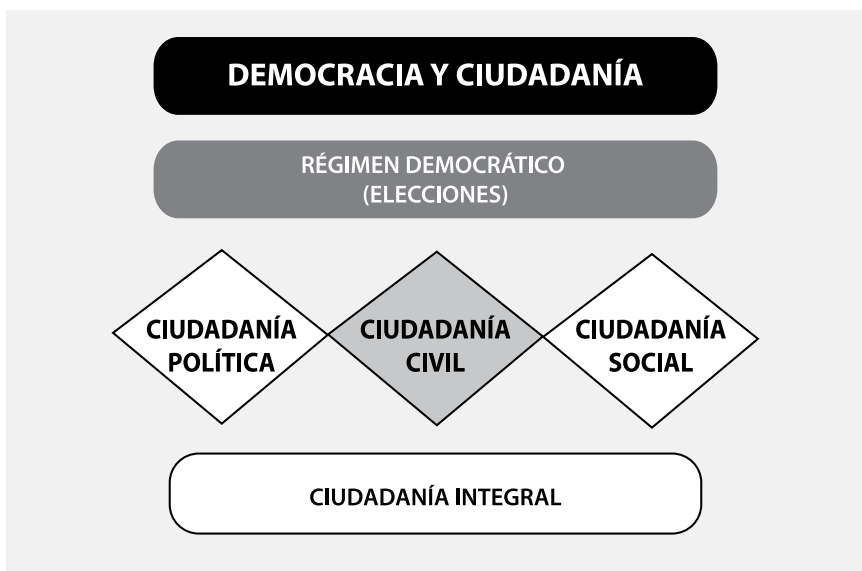 DEMOCRACIA Y CIUDADANÍA
RÉGIMEN DEMOCRÁTICO
(ELECCIONES)
CIUDADANÍA
POLÍTICA
CIUDADANÍA
CIVIL
CIUDADANÍA
SOCIAL
CIUDADANÍA INTEGRAL